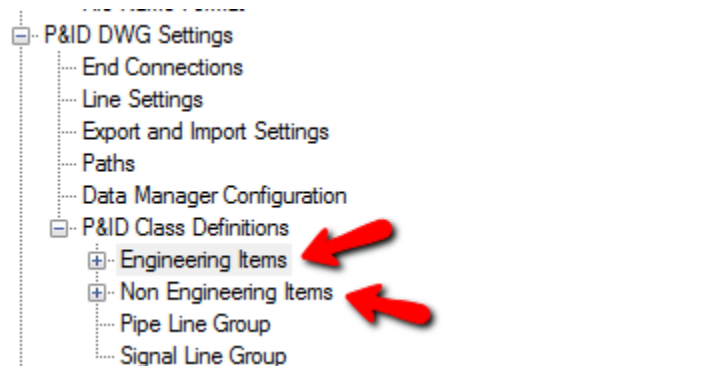 P&ID DWG Settings
End Connections
Line Settings
Export and Import Settings
Paths
Data Manager Configuration
P&ID Class Definitions
Engineering Items
Non Engineering Items
Pipe Line Group
Signal Line Group